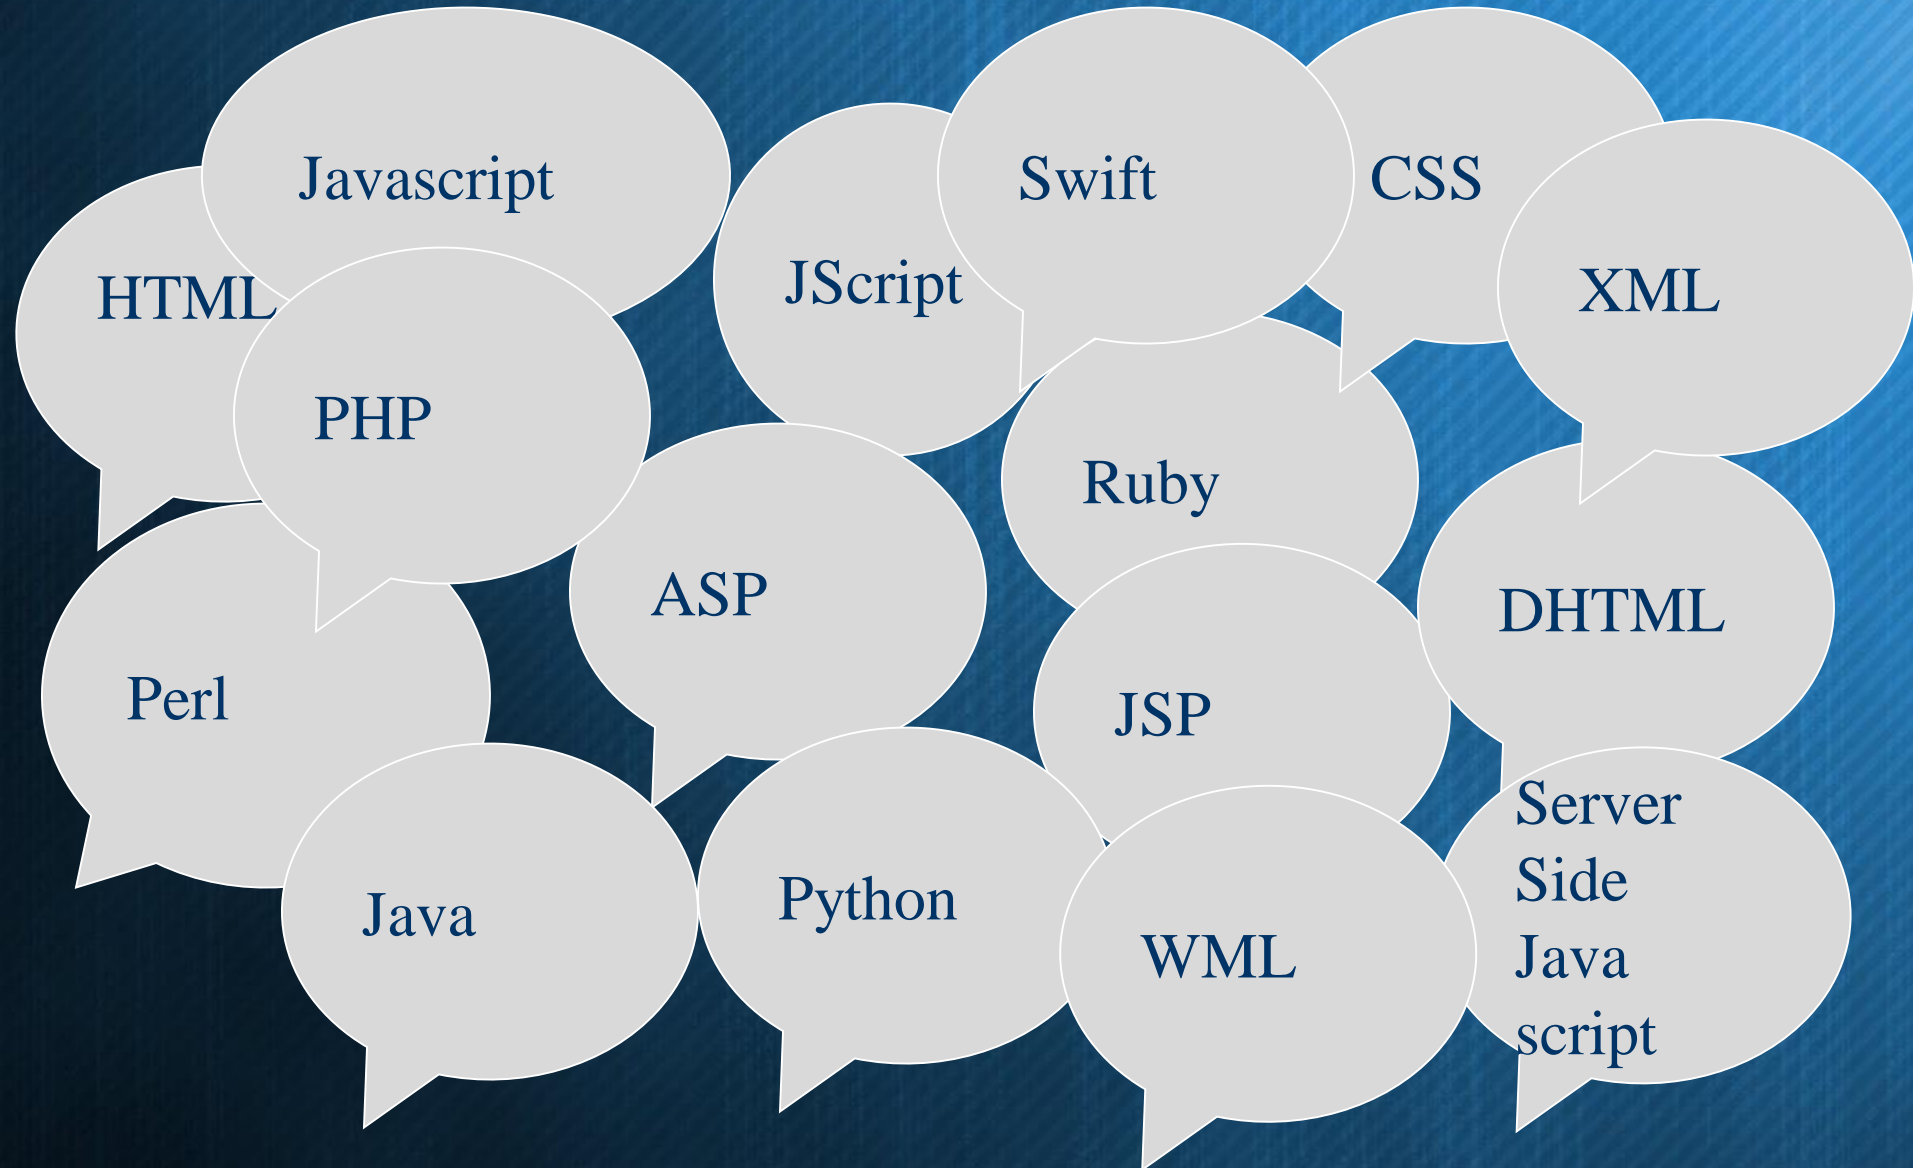 Javascript
Swift
CSS
HTML
JScript
XML
PHP
Ruby
ASP
DHTML
Perl
JSP
Server
Side
Java
script
Java
Python
WML